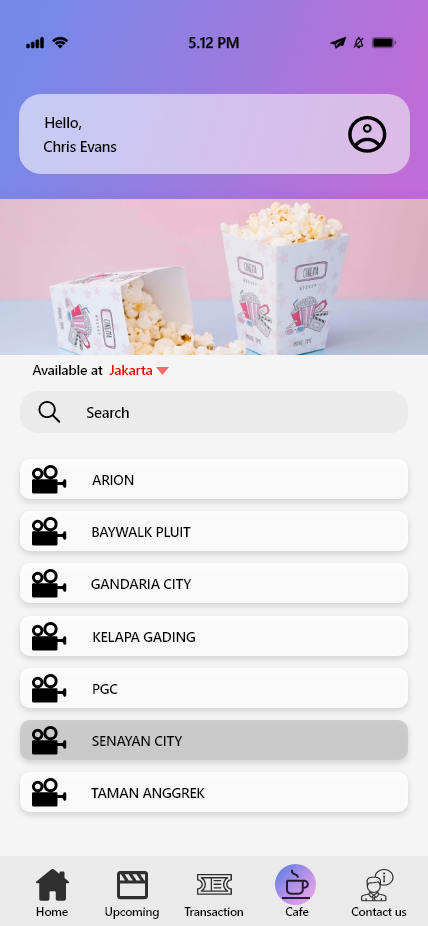 5.12 PM
Hello,
Chris Evans
CINEMA
CINEMA
CINEMA
Available at Jakarta
Search
ARION
BAYWALK PLUIT
GANDARIA CITY
KELAPA GADING
PGC
SENAYAN CITY
TAMAN ANGGREK
Home Upcoming Transaction Cafe Contact us